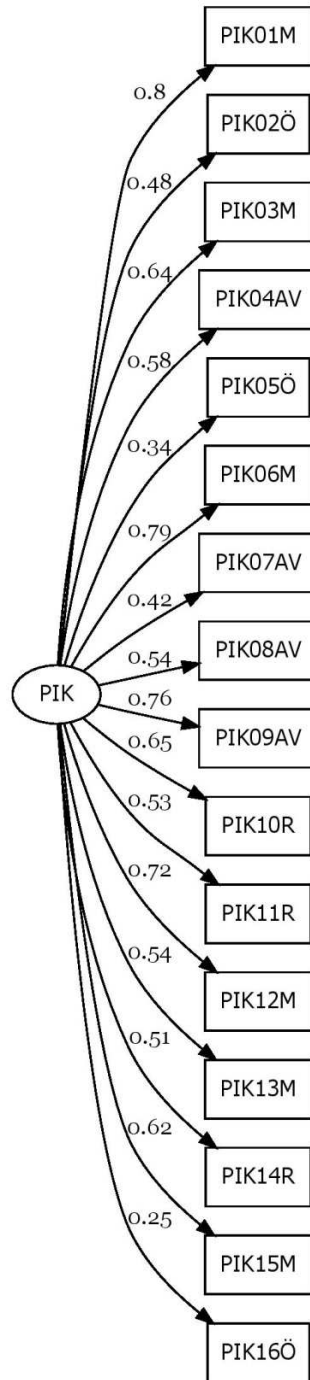 PIK01M
0.8
PIK02Ö
0.48
PIK03M
0.64
PIK04AV
0.58
PIK05Ö
0.34
PIK06M
0.79
PIK07AV
0.42
PIK08AV
0.54
PIK
0.76
PIK09AV
0.65
PIK10R
0.53
PIK11R
0.72
PIK12M
0.54
PIK13M
0.51
PIK14R
0.62
PIK15M
0.25
PIK16Ö